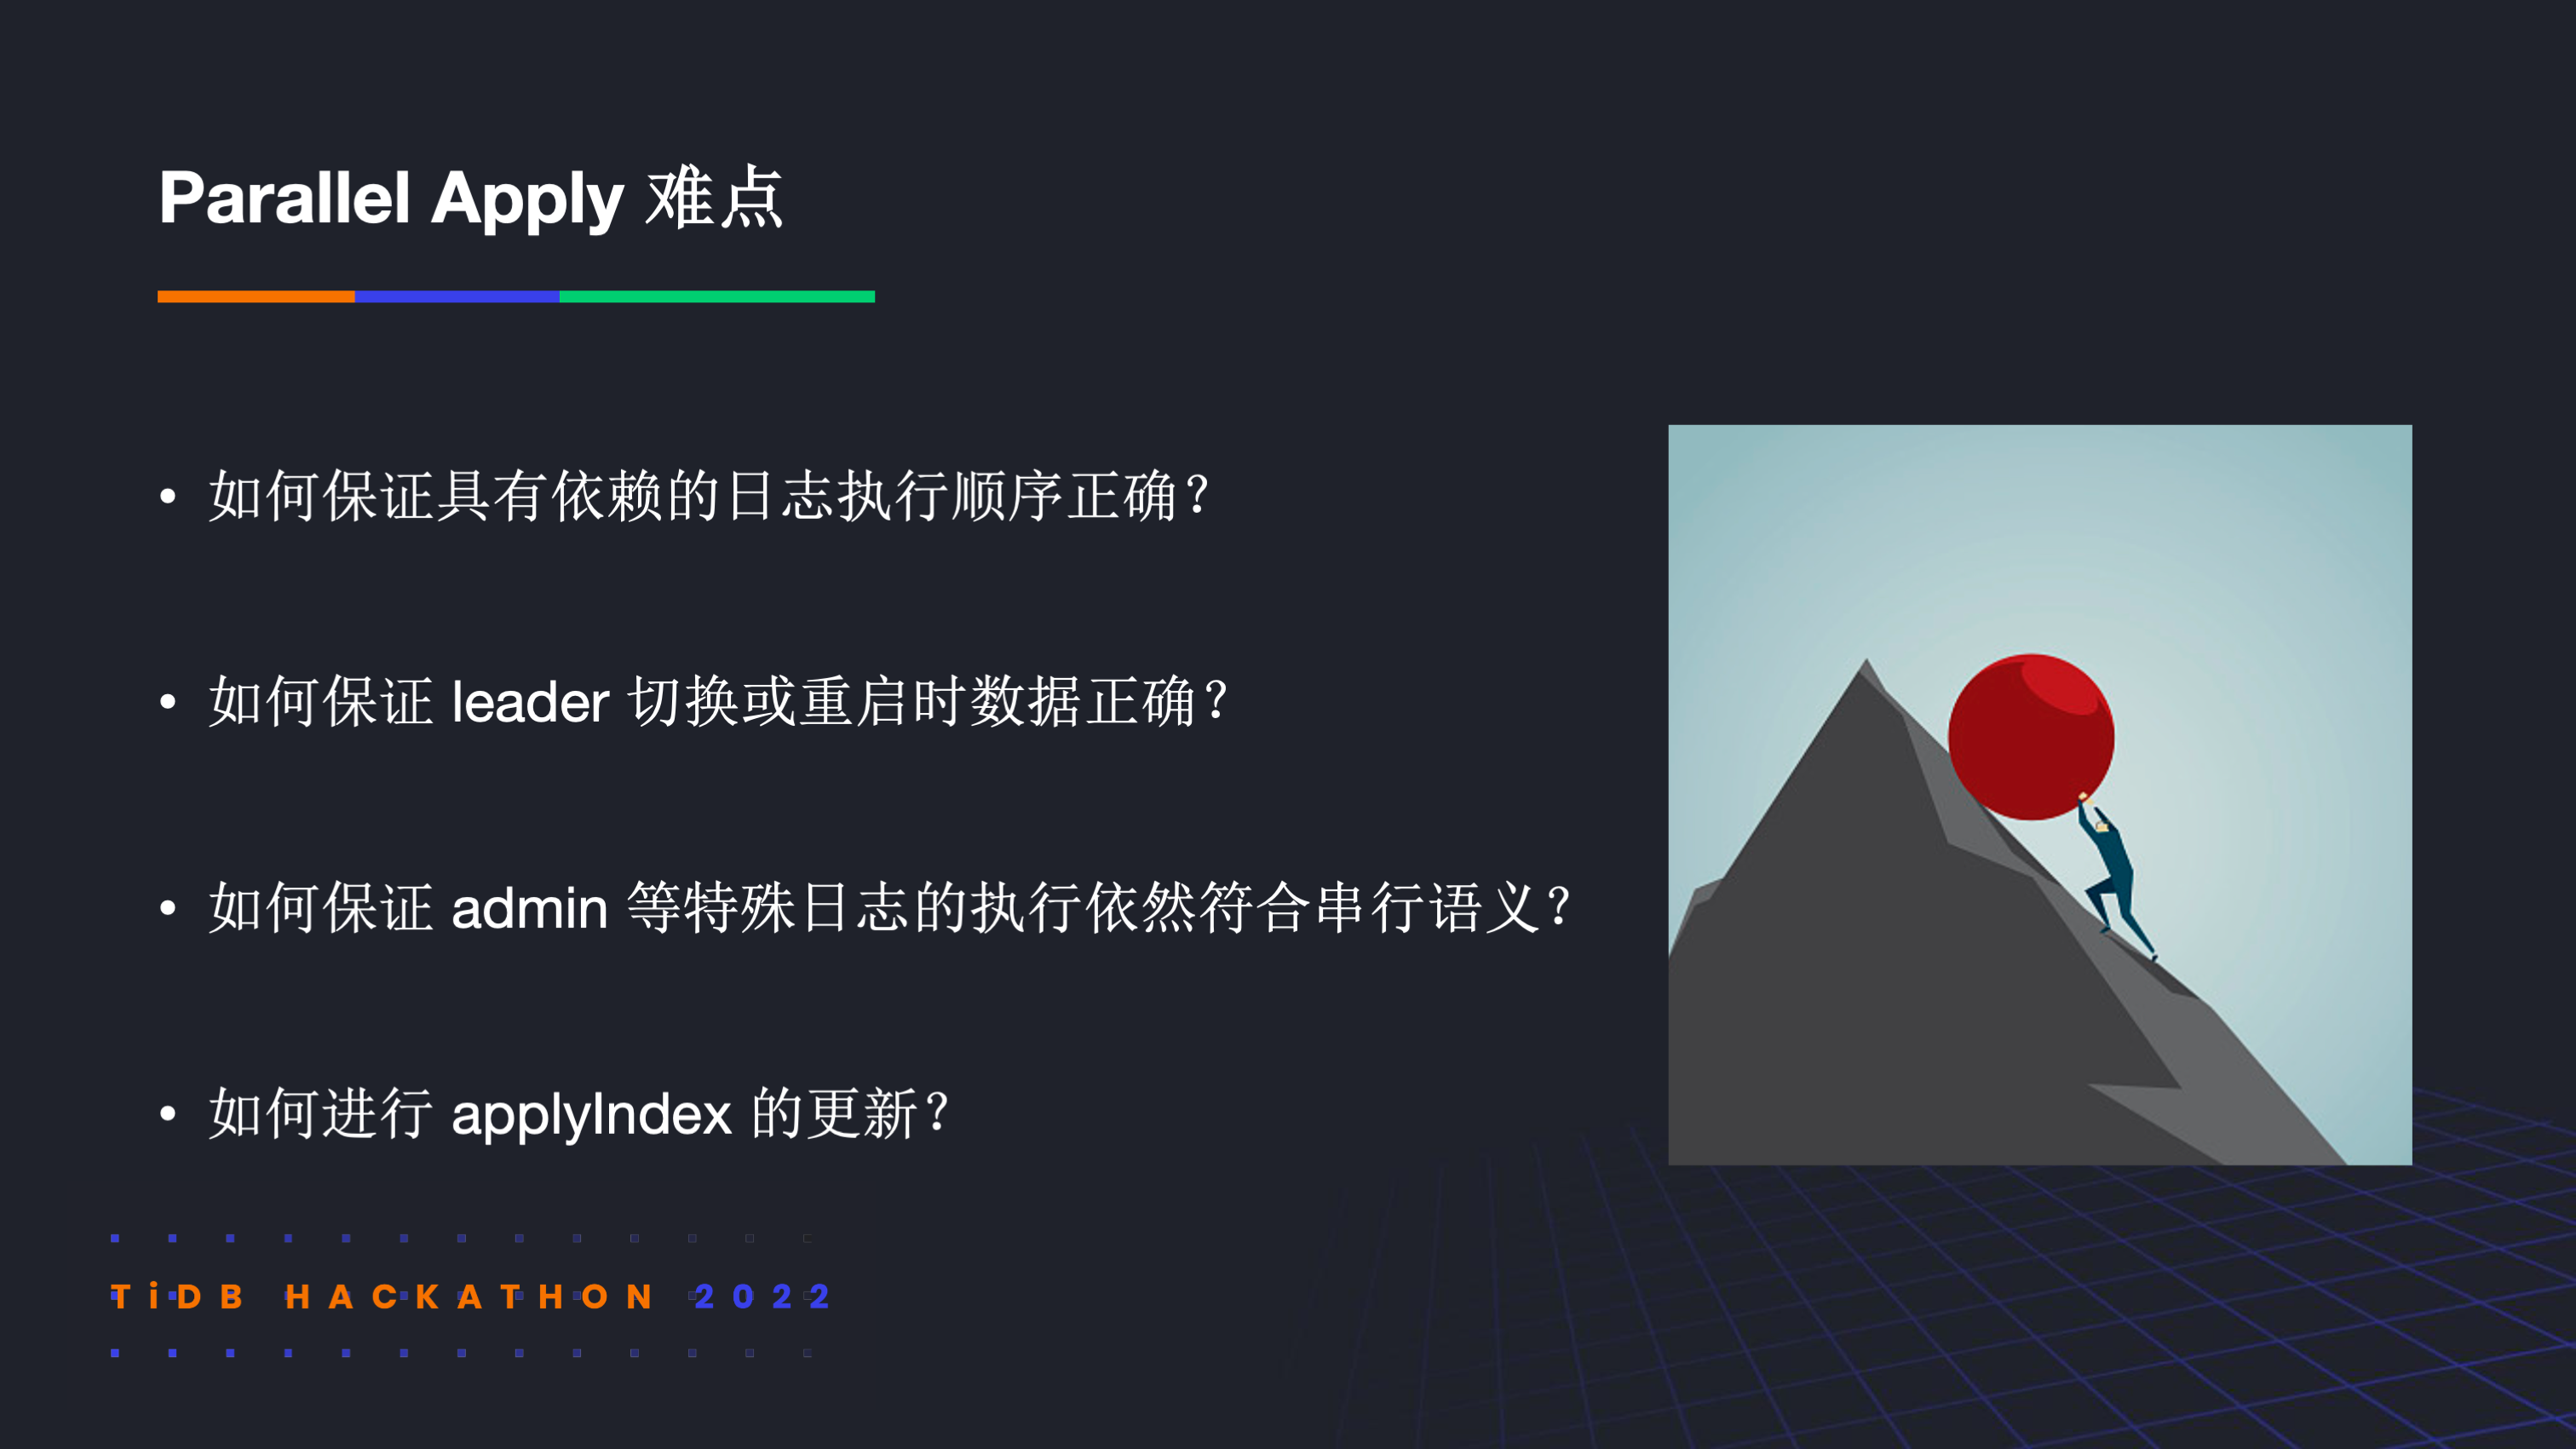 Parallel Apply 难点
• 如何保证具有依赖的日志执行顺序正确？
• 如何保证 leader 切换或重启时数据正确？
• 如何保证 admin 等特殊日志的执行依然符合串行语义？
• 如何进行 applyIndex 的更新？
TiDB HACKATHON 2022